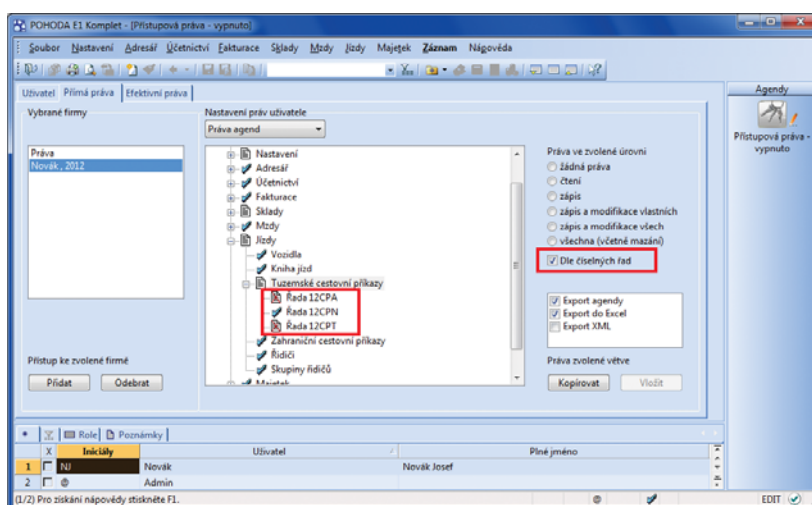 POHODA E1 Komplet - [Přístupová práva - vypnuto]
Soubor Nastavení Adresář Účetnictví Fakturace Sklady Mzdy Jízdy Majetek Záznam Nápověda
Uživatel Přímá práva Efektivní práva
Vybrané firmy
Práva
Novák , 2012
Přístup ke zvolené firmě
Přidat Odebrat
Nastavení práv uživatele
Práva agend
Nastavení
Adresář
Účetnictví
Fakturace
Sklady
Mzdy
Jízdy
Vozidla
Kniha jízd
Tuzemské cestovní příkazy
Řada 12CPA
Řada 12CPN
Řada 12CPT
Zahraniční cestovní příkazy
Řidiči
Skupiny řidičů
Majetek
Práva ve zvolené úrovni
žádná práva
čtení
zápis
zápis a modifikace vlastních
zápis a modifikace všech
všechna (včetně mazání)
Dle číselných řad
Export agendy
Export do Excel
Export XML
Práva zvolené větve
Kopírovat Vložit
Agendy
Přístupová práva -
vypnuto
* Role Poznámky
X Iniciály Uživatel Plné jméno
1 NJ Novák Novák Josef
2 @ Admin
(1/2) Pro získání nápovědy stiskněte F1. @ EDIT